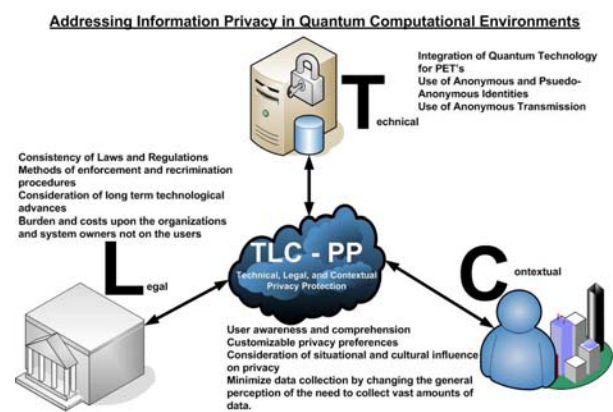 Addressing Information Privacy in Quantum Computational Environments
Technical
Integration of Quantum Technology
for PET's
Use of Anonymous and Psuedo-
Anonymous Identities
Use of Anonymous Transmission
Consistency of Laws and Regulations
Methods of enforcement and recrimination
procedures
Consideration of long term technological
advances
Burden and costs upon the organizations
and system owners not on the users
Legal
TLC - PP
Technical, Legal, and Contextual
Privacy Protection
Contextual
User awareness and comprehension
Customizable privacy preferences
Consideration of situational and cultural influence
on privacy
Minimize data collection by changing the general
perception of the need to collect vast amounts of
data.